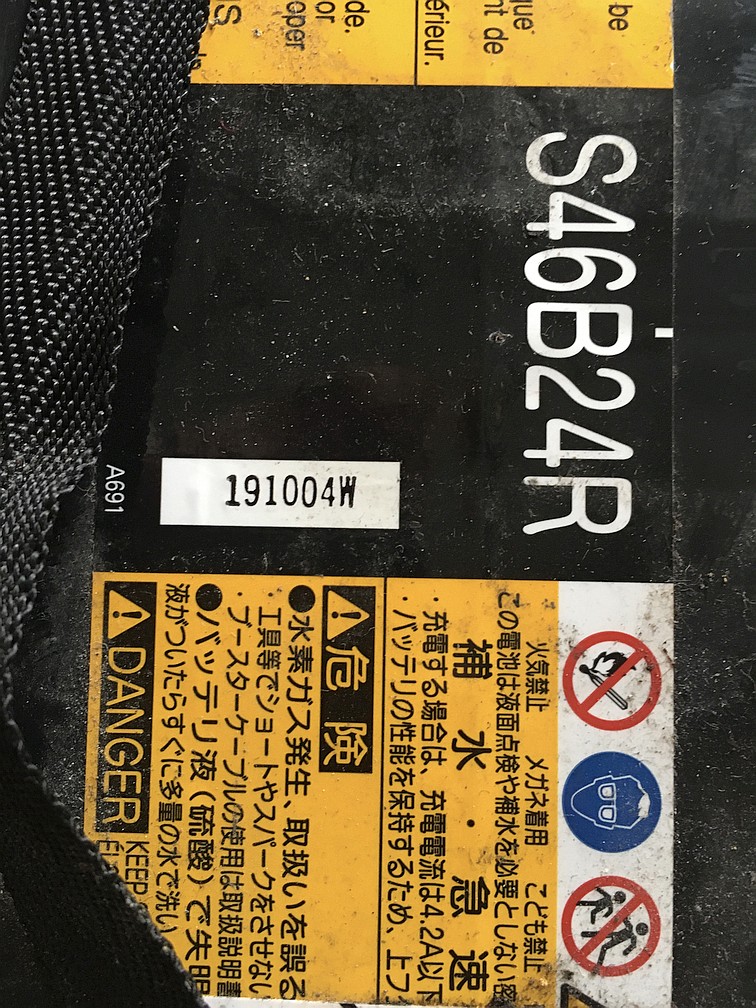 de.
or
oper
S
érieur.
que
nt de
be
S46B24R
A691
191004W
火気禁止
メガネ着用
こども禁止
この電池は液面点検や補水を必要としない密
補水・急速
・充電する場合は、充電電流は4.2A以下
・バッテリの性能を保持するため、上フ
危険
●水素ガス発生、取扱いを誤る
工具等でショートやスパークをさせない
・ブースターケーブルの使用は取扱説明書
●バッテリ液(硫酸)で失明
液がついたらすぐに多量の水で洗い
DANGER
KEEP